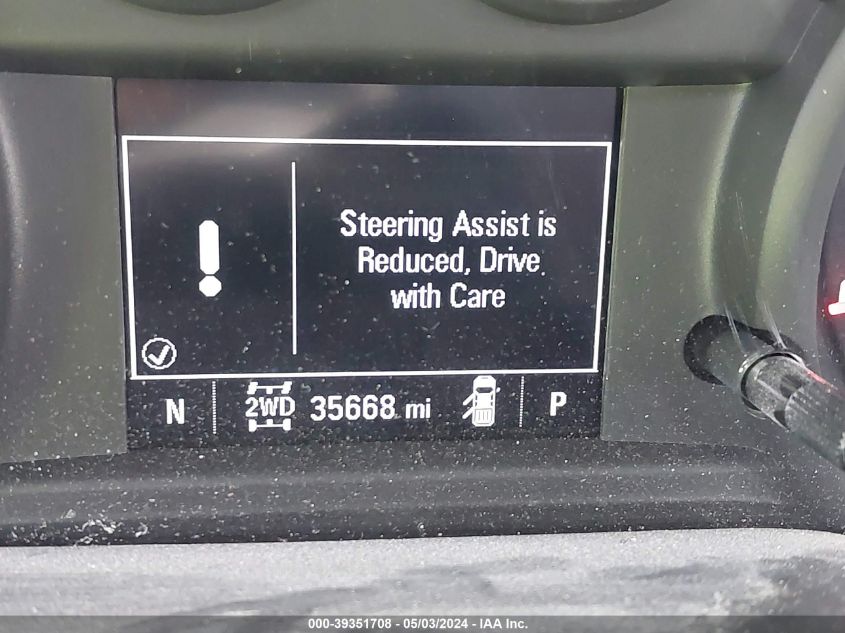 Steering Assist is
Reduced, Drive
with Care
N 2WD 35668 mi P
000-39351708 - 05/03/2024 - IAA Inc.